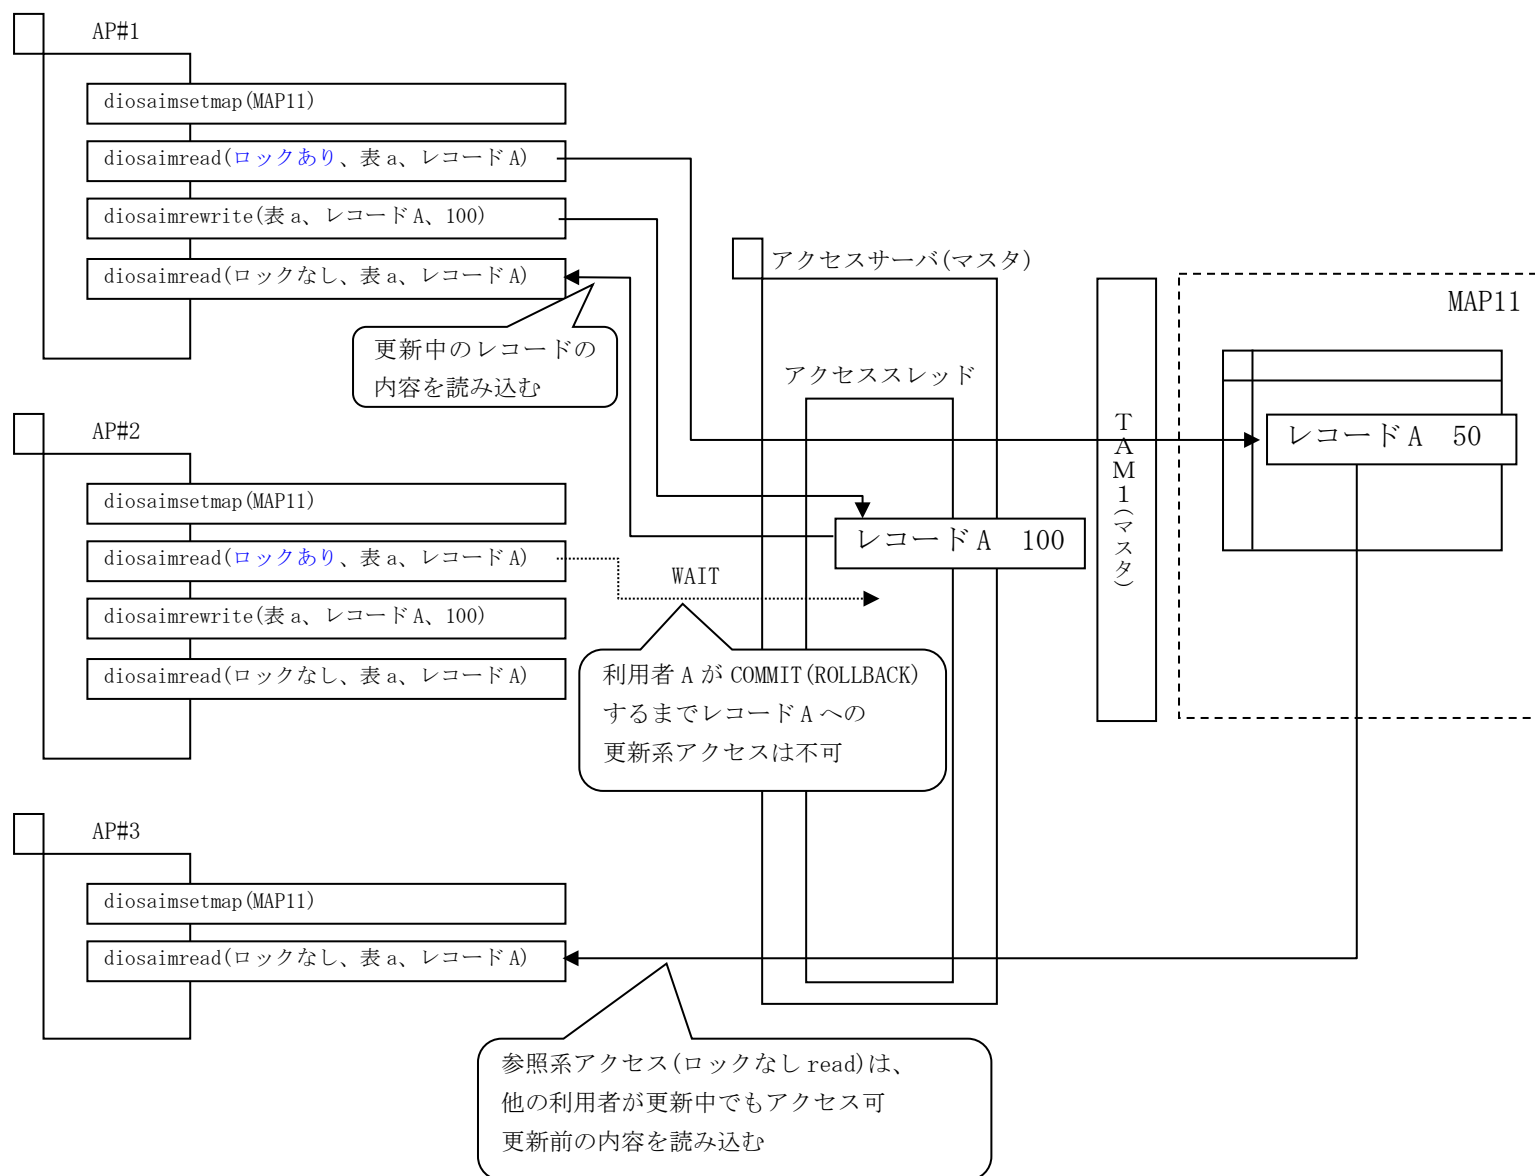 AP#1
diosaimsetmap(MAP11)
diosaimread(ロックあり、表a、レコードA)
diosaimrewrite(表a、レコードA、100)
diosaimread(ロックなし、表a、レコードA)
更新中のレコードの
内容を読み込む
アクセスサーバ(マスタ)
アクセススレッド
レコードA 100
TAM1(マスタ)
MAP11
レコードA 50
AP#2
diosaimsetmap(MAP11)
diosaimread(ロックあり、表a、レコードA)
diosaimrewrite(表a、レコードA、100)
diosaimread(ロックなし、表a、レコードA)
WAIT
利用者AがCOMMIT(ROLLBACK)
するまでレコードAへの
更新系アクセスは不可
AP#3
diosaimsetmap(MAP11)
diosaimread(ロックなし、表a、レコードA)
参照系アクセス(ロックなしread)は、
他の利用者が更新中でもアクセス可
更新前の内容を読み込む